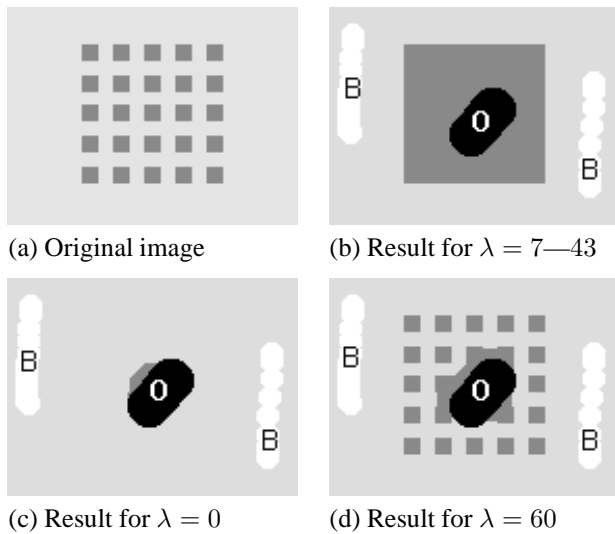 B
O
B
(a) Original image
(b) Result for λ = 7—43
B
O
B
B
O
B
(c) Result for λ = 0
(d) Result for λ = 60